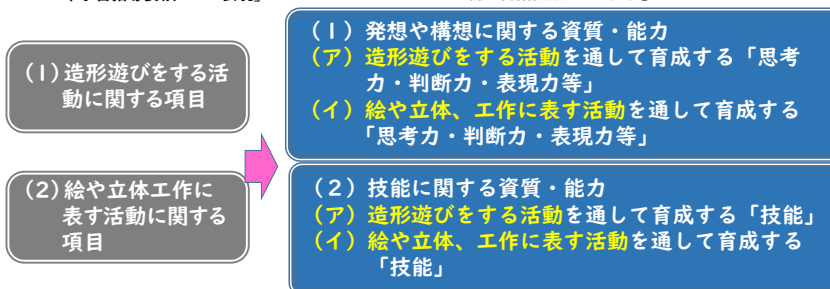 (1)造形遊びをする活
動に関する項目
(2)絵や立体工作に
表す活動に関する
項目
(1)発想や構想に関する資質・能力
(ア)造形遊びをする活動を通して育成する「思考
力・判断力・表現力等」
(イ)絵や立体、工作に表す活動を通して育成する
「思考力・判断力・表現力等」
(2)技能に関する資質・能力
(ア)造形遊びをする活動を通して育成する「技能」
(イ)絵や立体、工作に表す活動を通して育成する
「技能」